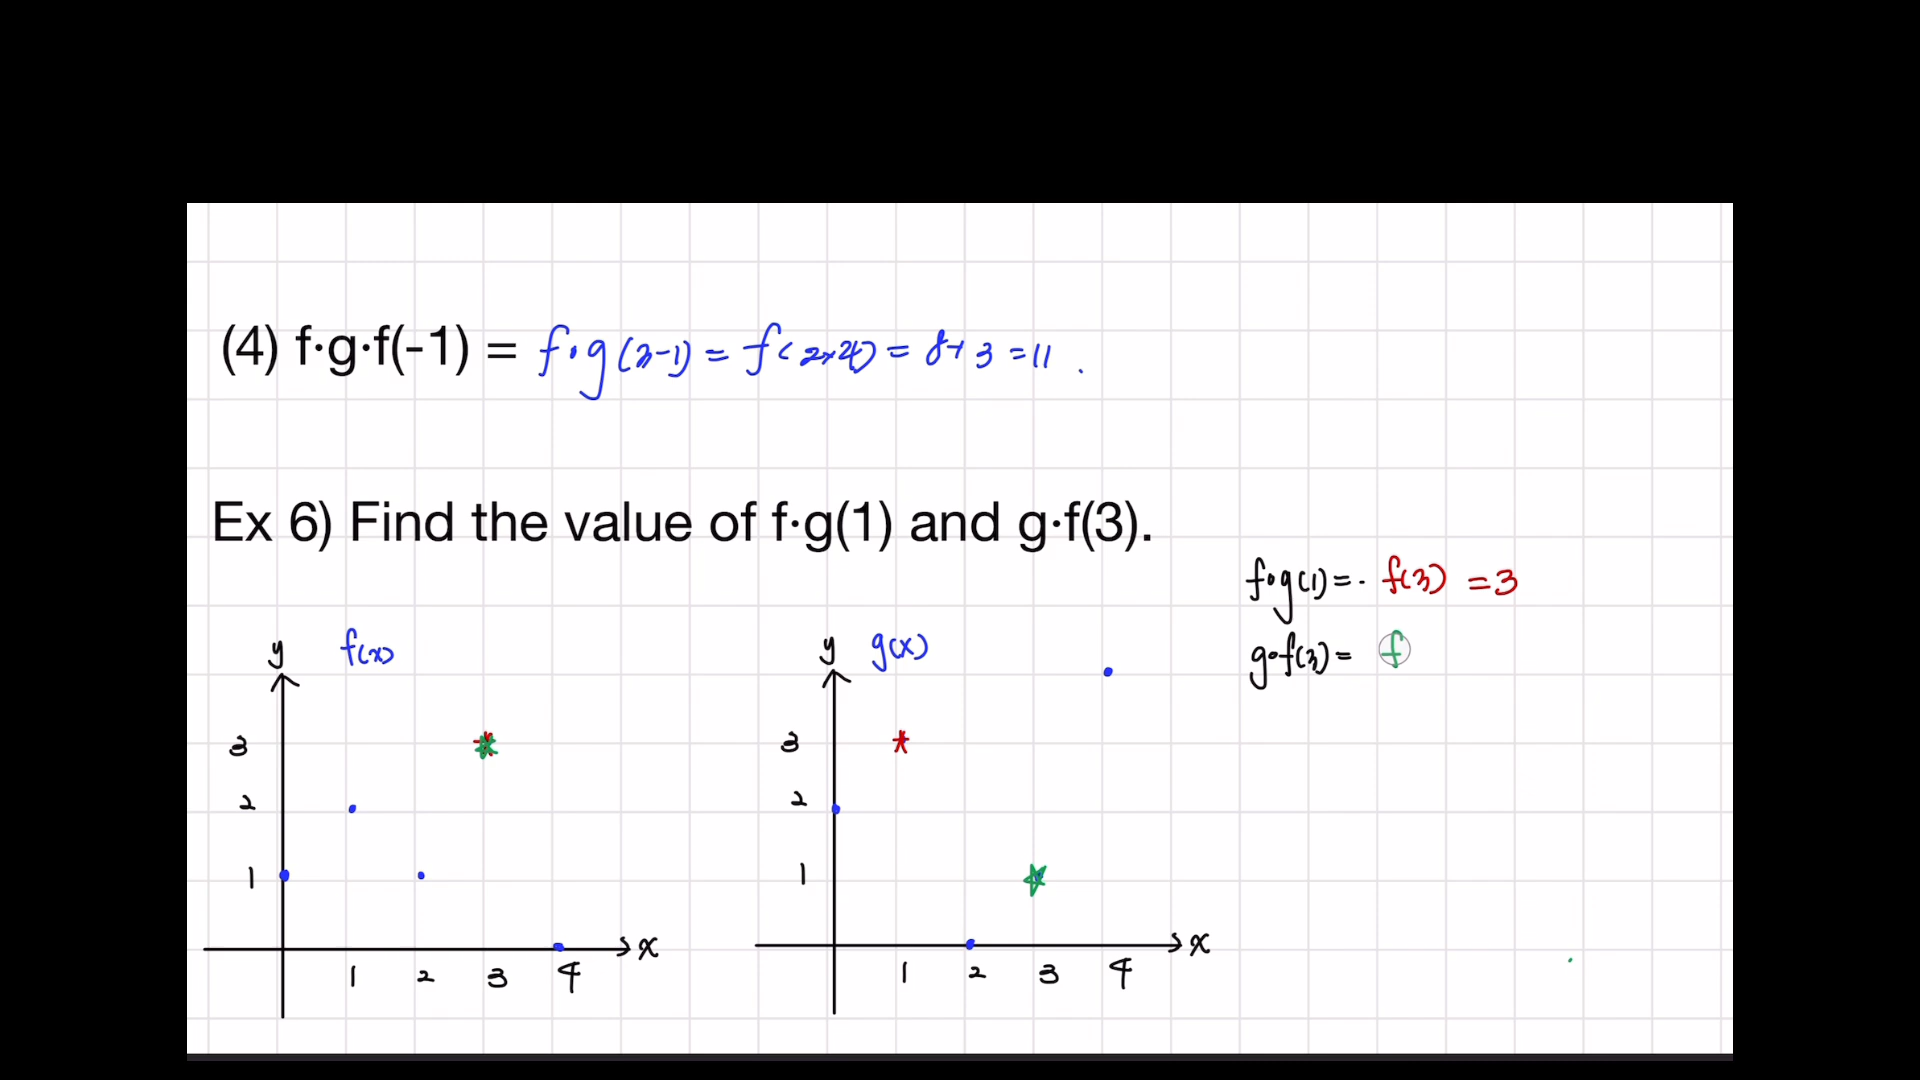 (4) f·g·f(-1) = f∘g(3-1) = f(2×4) = 8+3 = 11 .
Ex 6) Find the value of f·g(1) and g·f(3).
f∘g(1) = · f(3) = 3
g∘f(3) = f
y f(x)
3
2
1
x
1 2 3 4
y g(x)
3
2
1
x
1 2 3 4